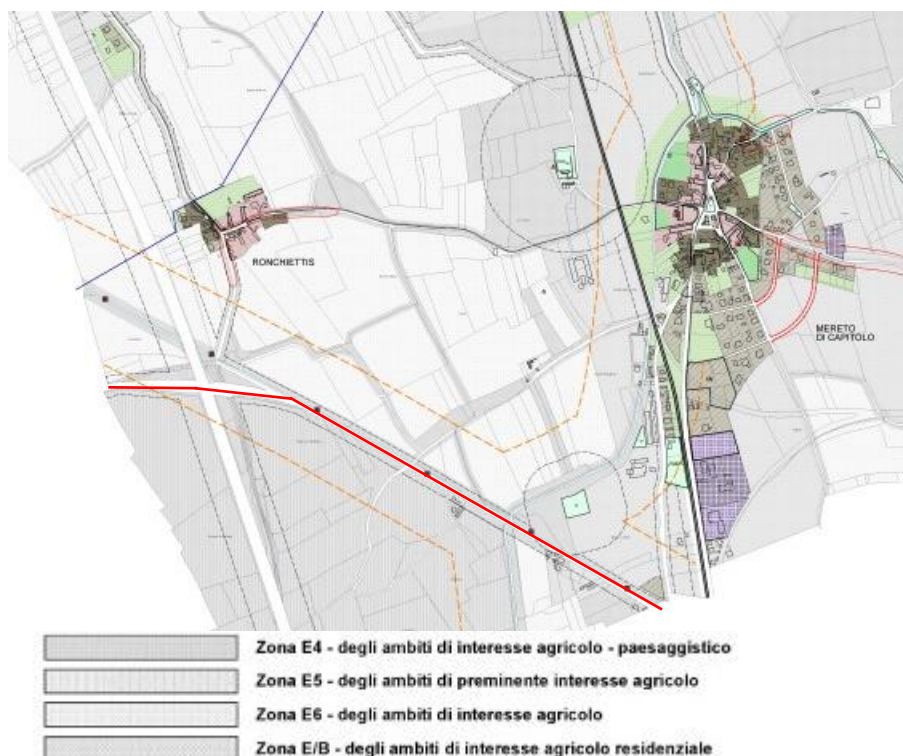 RONCHIETTIS
MERETO
DI CAPITOLO
Zona E4 - degli ambiti di interesse agricolo - paesaggistico
Zona E5 - degli ambiti di preminente interesse agricolo
Zona E6 - degli ambiti di interesse agricolo
Zona E/B - degli ambiti di interesse agricolo residenziale